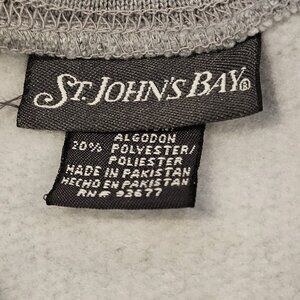 ST. JOHN'S BAY®
ALGODON
20% POLYESTER/
POLIESTER
MADE IN PAKISTAN
HECHO EN PAKISTAN
RN# 93677